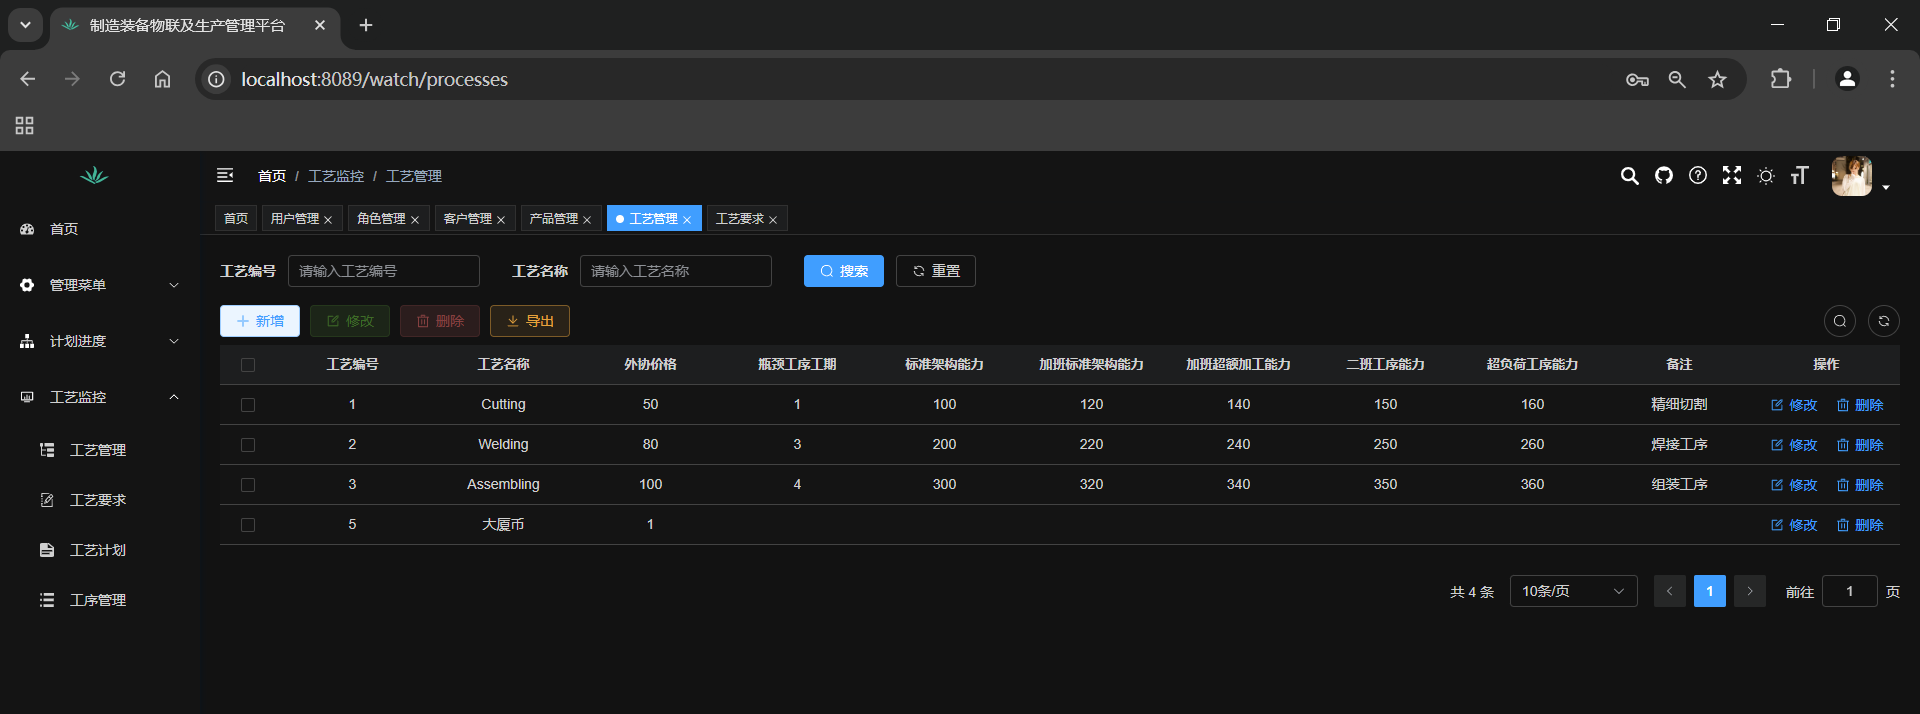 制造装备物联及生产管理平台
localhost:8089/watch/processes
首页 / 工艺监控 / 工艺管理
首页 用户管理 角色管理 客户管理 产品管理 工艺管理 工艺要求
首页
管理菜单
计划进度
工艺监控
工艺管理
工艺要求
工艺计划
工序管理
工艺编号 请输入工艺编号 工艺名称 请输入工艺名称 搜索 重置
新增 修改 删除 导出
工艺编号 工艺名称 外协价格 瓶颈工序工期 标准架构能力 加班标准架构能力 加班超额加工能力 二班工序能力 超负荷工序能力 备注 操作
1 Cutting 50 1 100 120 140 150 160 精细切割 修改 删除
2 Welding 80 3 200 220 240 250 260 焊接工序 修改 删除
3 Assembling 100 4 300 320 340 350 360 组装工序 修改 删除
5 大厦币 1 修改 删除
共 4 条 10条/页 1 前往 1 页